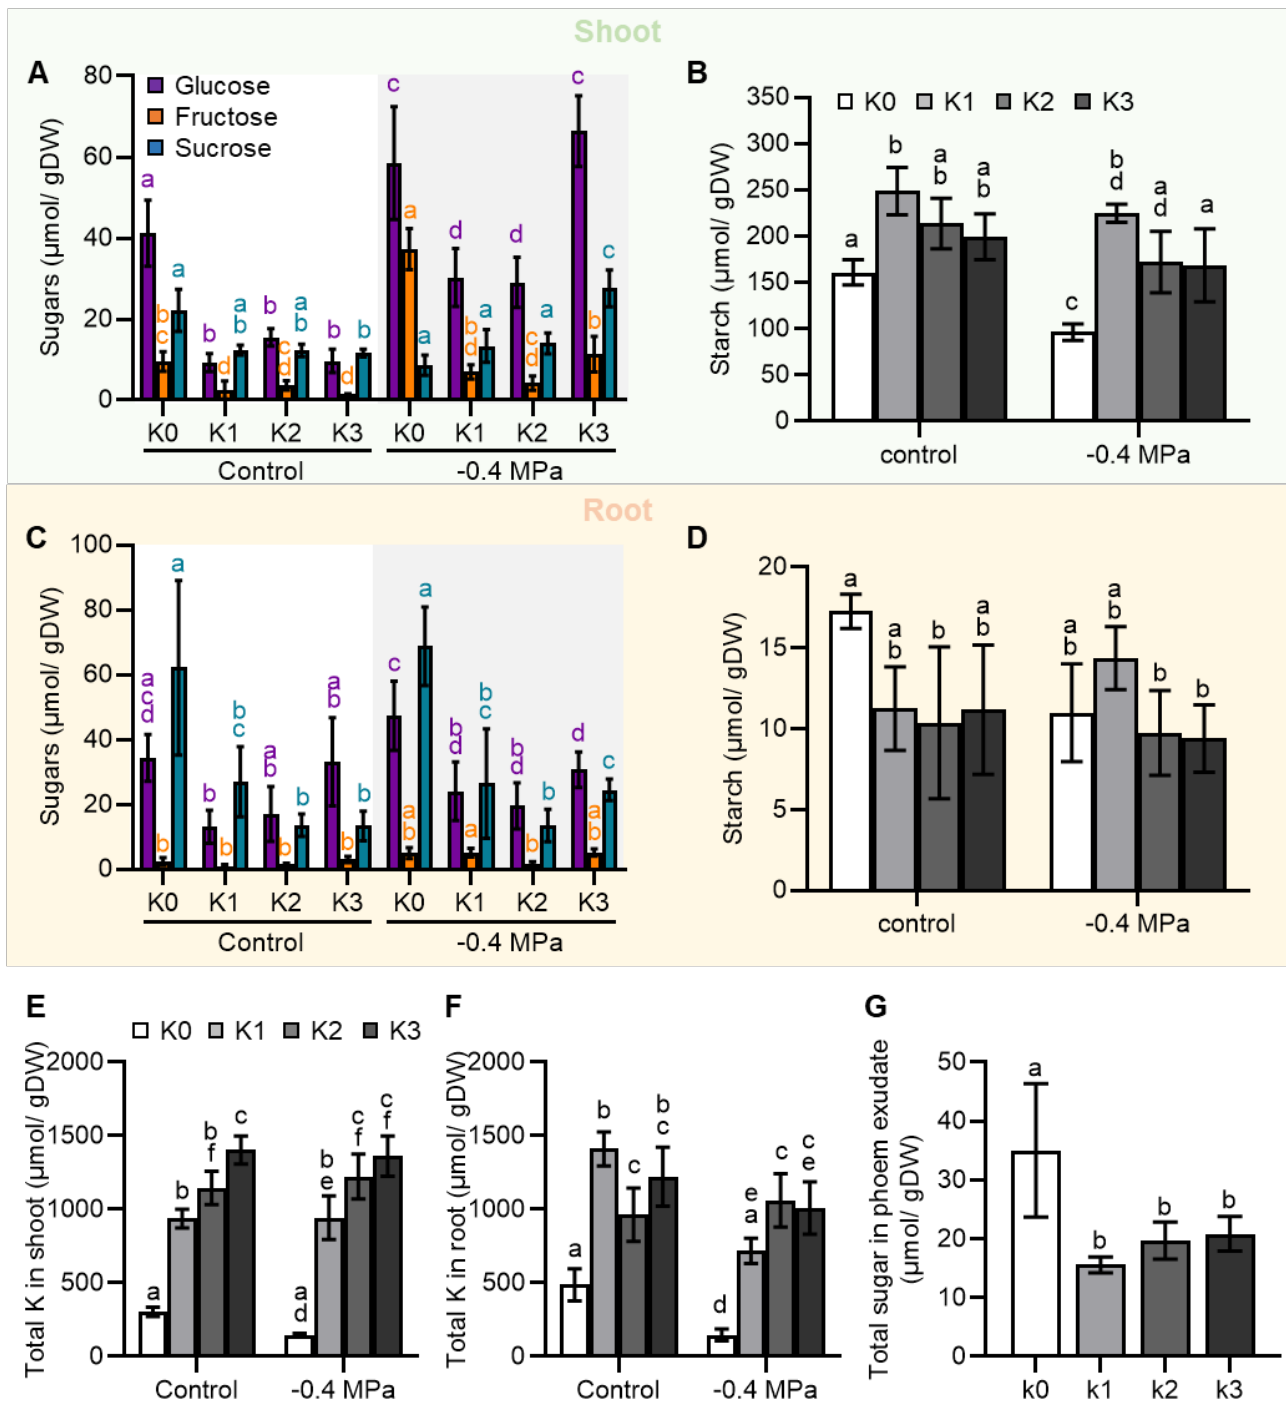 Shoot
A
Sugars (μmol/ gDW)
80
60
40
20
0
Glucose
Fructose
Sucrose
a
b
c
a
b
d
a
b
b
c
d
a
b
b
d
b
c
a
a
d
b
d
a
d
c
d
a
c
b
c
K0 K1 K2 K3 K0 K1 K2 K3
Control -0.4 MPa
B
Starch (μmol/ gDW)
350
300
250
200
150
100
50
0
K0 K1 K2 K3
a
b
a
b
a
b
c
b
d
a
d
a
control -0.4 MPa
Root
C
Sugars (μmol/ gDW)
100
80
60
40
20
0
a
c
d
b
a
b
b
b
c
a
b
b
b
a
b
b
b
c
a
b
a
b
d
a
b
c
b
d
b
b
d
a
b
c
K0 K1 K2 K3 K0 K1 K2 K3
Control -0.4 MPa
D
Starch (μmol/ gDW)
20
15
10
5
0
a
a
b
b
a
b
a
b
a
b
b
b
control -0.4 MPa
E
K0 K1 K2 K3
Total K in shoot (μmol/ gDW)
2000
1500
1000
500
0
a
b
b
f
c
a
d
b
e
c
f
c
f
Control -0.4 MPa
F
Total K in root (μmol/ gDW)
2000
1500
1000
500
0
a
b
c
b
c
d
e
a
c
c
e
Control -0.4 MPa
G
Total sugar in phoem exudate
(μmol/ gDW)
50
40
30
20
10
0
a
b
b
b
k0 k1 k2 k3